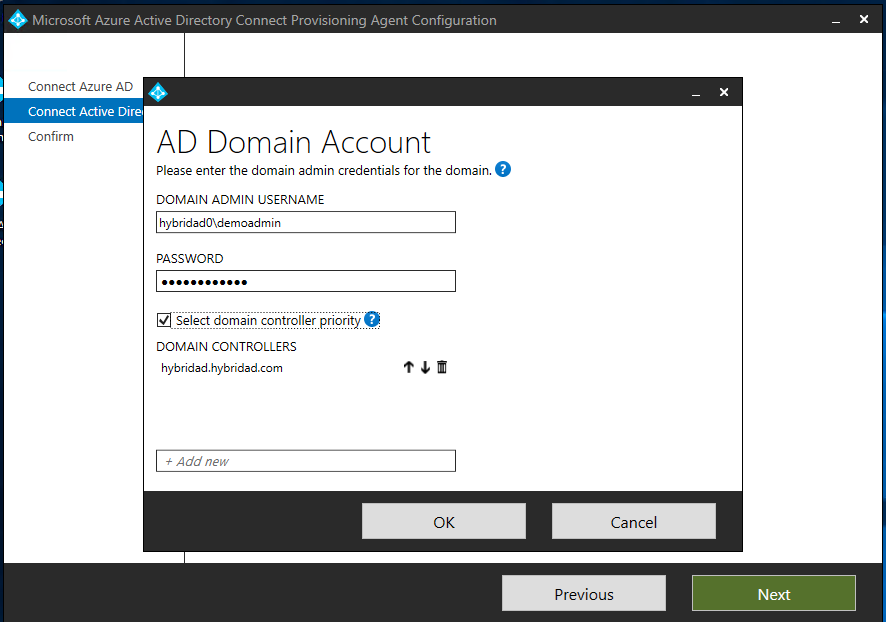 Microsoft Azure Active Directory Connect Provisioning Agent Configuration
Connect Azure AD
Connect Active Dire
Confirm
AD Domain Account
Please enter the domain admin credentials for the domain. ?
DOMAIN ADMIN USERNAME
hybridad0\demoadmin
PASSWORD
••••••••••••
Select domain controller priority ?
DOMAIN CONTROLLERS
hybridad.hybridad.com
+ Add new
OK
Cancel
Previous
Next